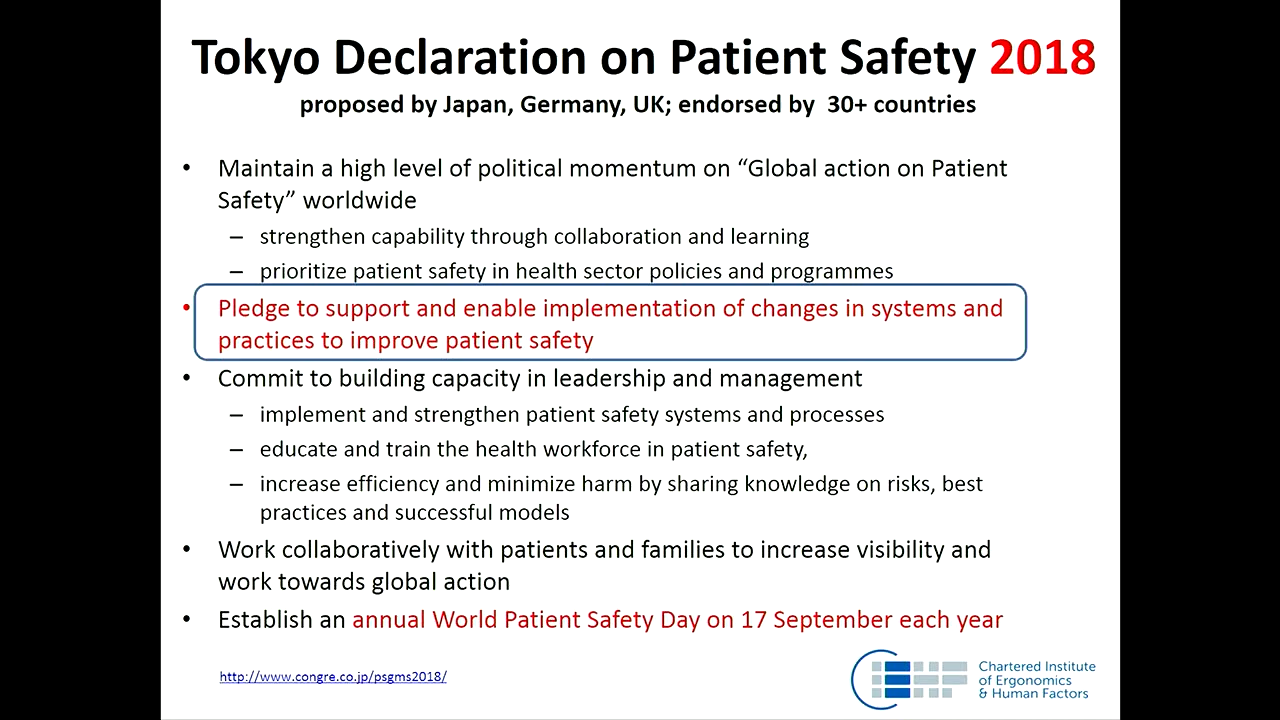 Tokyo Declaration on Patient Safety 2018
proposed by Japan, Germany, UK; endorsed by 30+ countries
• Maintain a high level of political momentum on “Global action on Patient
Safety” worldwide
– strengthen capability through collaboration and learning
– prioritize patient safety in health sector policies and programmes
• Pledge to support and enable implementation of changes in systems and
practices to improve patient safety
• Commit to building capacity in leadership and management
– implement and strengthen patient safety systems and processes
– educate and train the health workforce in patient safety,
– increase efficiency and minimize harm by sharing knowledge on risks, best
practices and successful models
• Work collaboratively with patients and families to increase visibility and
work towards global action
• Establish an annual World Patient Safety Day on 17 September each year
http://www.congre.co.jp/psgms2018/
Chartered Institute
of Ergonomics
& Human Factors